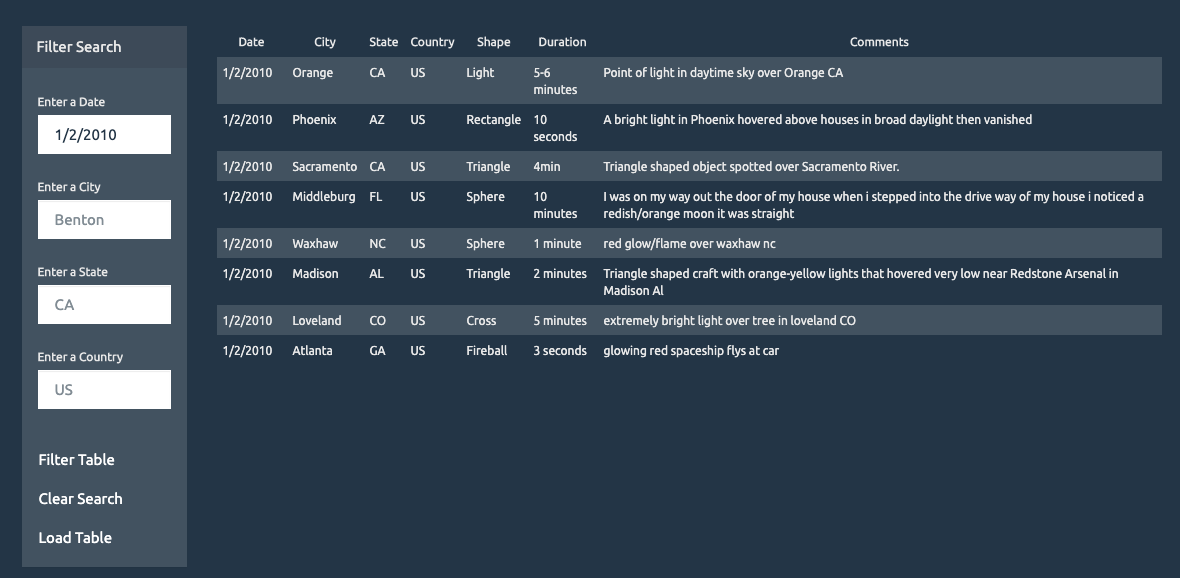 Filter Search
Enter a Date
1/2/2010
Enter a City
Benton
Enter a State
CA
Enter a Country
US
Filter Table
Clear Search
Load Table
Date City State Country Shape Duration Comments
1/2/2010 Orange CA US Light 5-6 minutes Point of light in daytime sky over Orange CA
1/2/2010 Phoenix AZ US Rectangle 10 seconds A bright light in Phoenix hovered above houses in broad daylight then vanished
1/2/2010 Sacramento CA US Triangle 4min Triangle shaped object spotted over Sacramento River.
1/2/2010 Middleburg FL US Sphere 10 minutes I was on my way out the door of my house when i stepped into the drive way of my house i noticed a
redish/orange moon it was straight
1/2/2010 Waxhaw NC US Sphere 1 minute red glow/flame over waxhaw nc
1/2/2010 Madison AL US Triangle 2 minutes Triangle shaped craft with orange-yellow lights that hovered very low near Redstone Arsenal in
Madison Al
1/2/2010 Loveland CO US Cross 5 minutes extremely bright light over tree in loveland CO
1/2/2010 Atlanta GA US Fireball 3 seconds glowing red spaceship flys at car